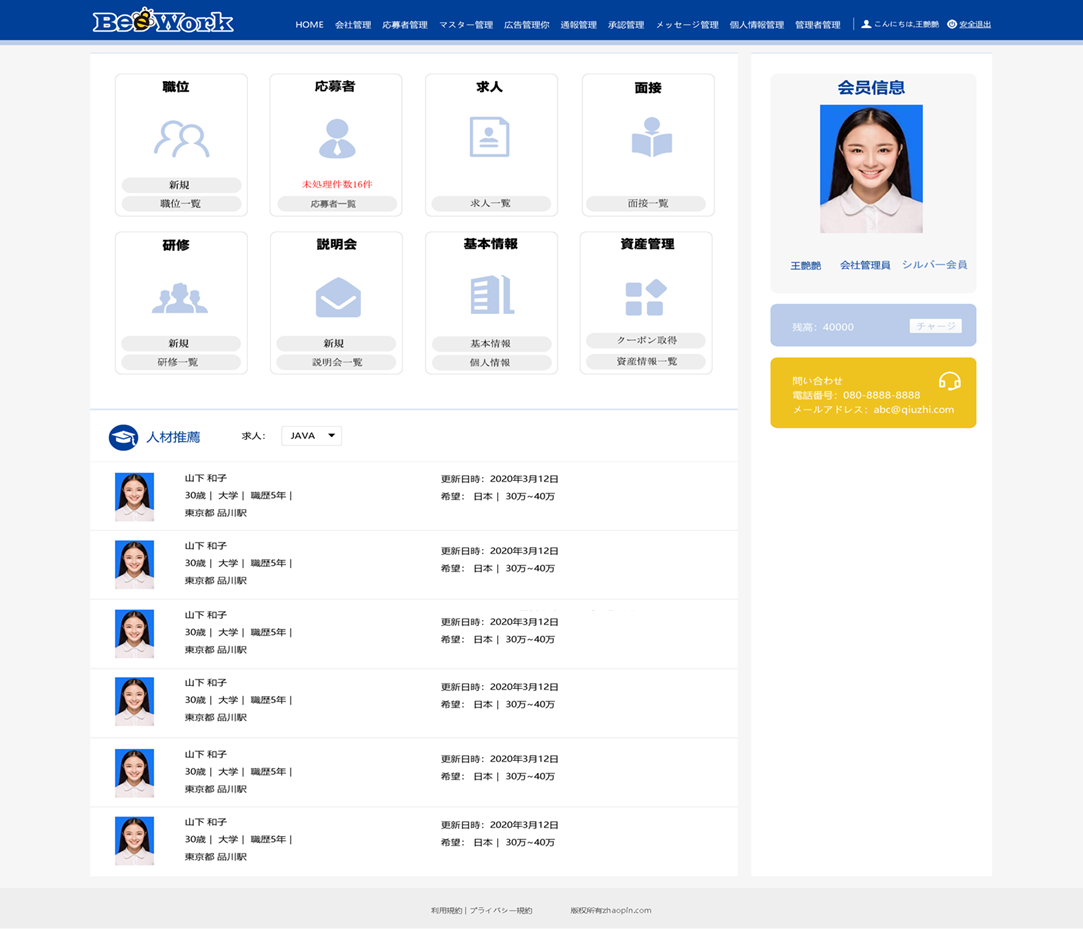 BeeWork
HOME 会社管理 応募者管理 マスター管理 広告管理你 通報管理 承認管理 メッセージ管理 個人情報管理 管理者管理 こんにちは,王艶艶 安全退出
職位
新規
職位一覧
応募者
未処理件数16件
応募者一覧
求人
求人一覧
面接
面接一覧
研修
新規
研修一覧
説明会
新規
説明会一覧
基本情報
基本情報
個人情報
資産管理
クーポン取得
資産情報一覧
会员信息
王艶艶 会社管理員 シルバー会員
残高：40000 チャージ
問い合わせ
電話番号：080-8888-8888
メールアドレス：abc@qiuzhi.com
人材推薦 求人： JAVA
山下 和子
30歳｜ 大学｜ 職歴5年｜
東京都 品川駅
更新日時：2020年3月12日
希望： 日本｜ 30万~40万
山下 和子
30歳｜ 大学｜ 職歴5年｜
東京都 品川駅
更新日時：2020年3月12日
希望： 日本｜ 30万~40万
山下 和子
30歳｜ 大学｜ 職歴5年｜
東京都 品川駅
更新日時：2020年3月12日
希望： 日本｜ 30万~40万
山下 和子
30歳｜ 大学｜ 職歴5年｜
東京都 品川駅
更新日時：2020年3月12日
希望： 日本｜ 30万~40万
山下 和子
30歳｜ 大学｜ 職歴5年｜
東京都 品川駅
更新日時：2020年3月12日
希望： 日本｜ 30万~40万
山下 和子
30歳｜ 大学｜ 職歴5年｜
東京都 品川駅
更新日時：2020年3月12日
希望： 日本｜ 30万~40万
利用規約 | プライバシー規約 版权所有zhaopin.com